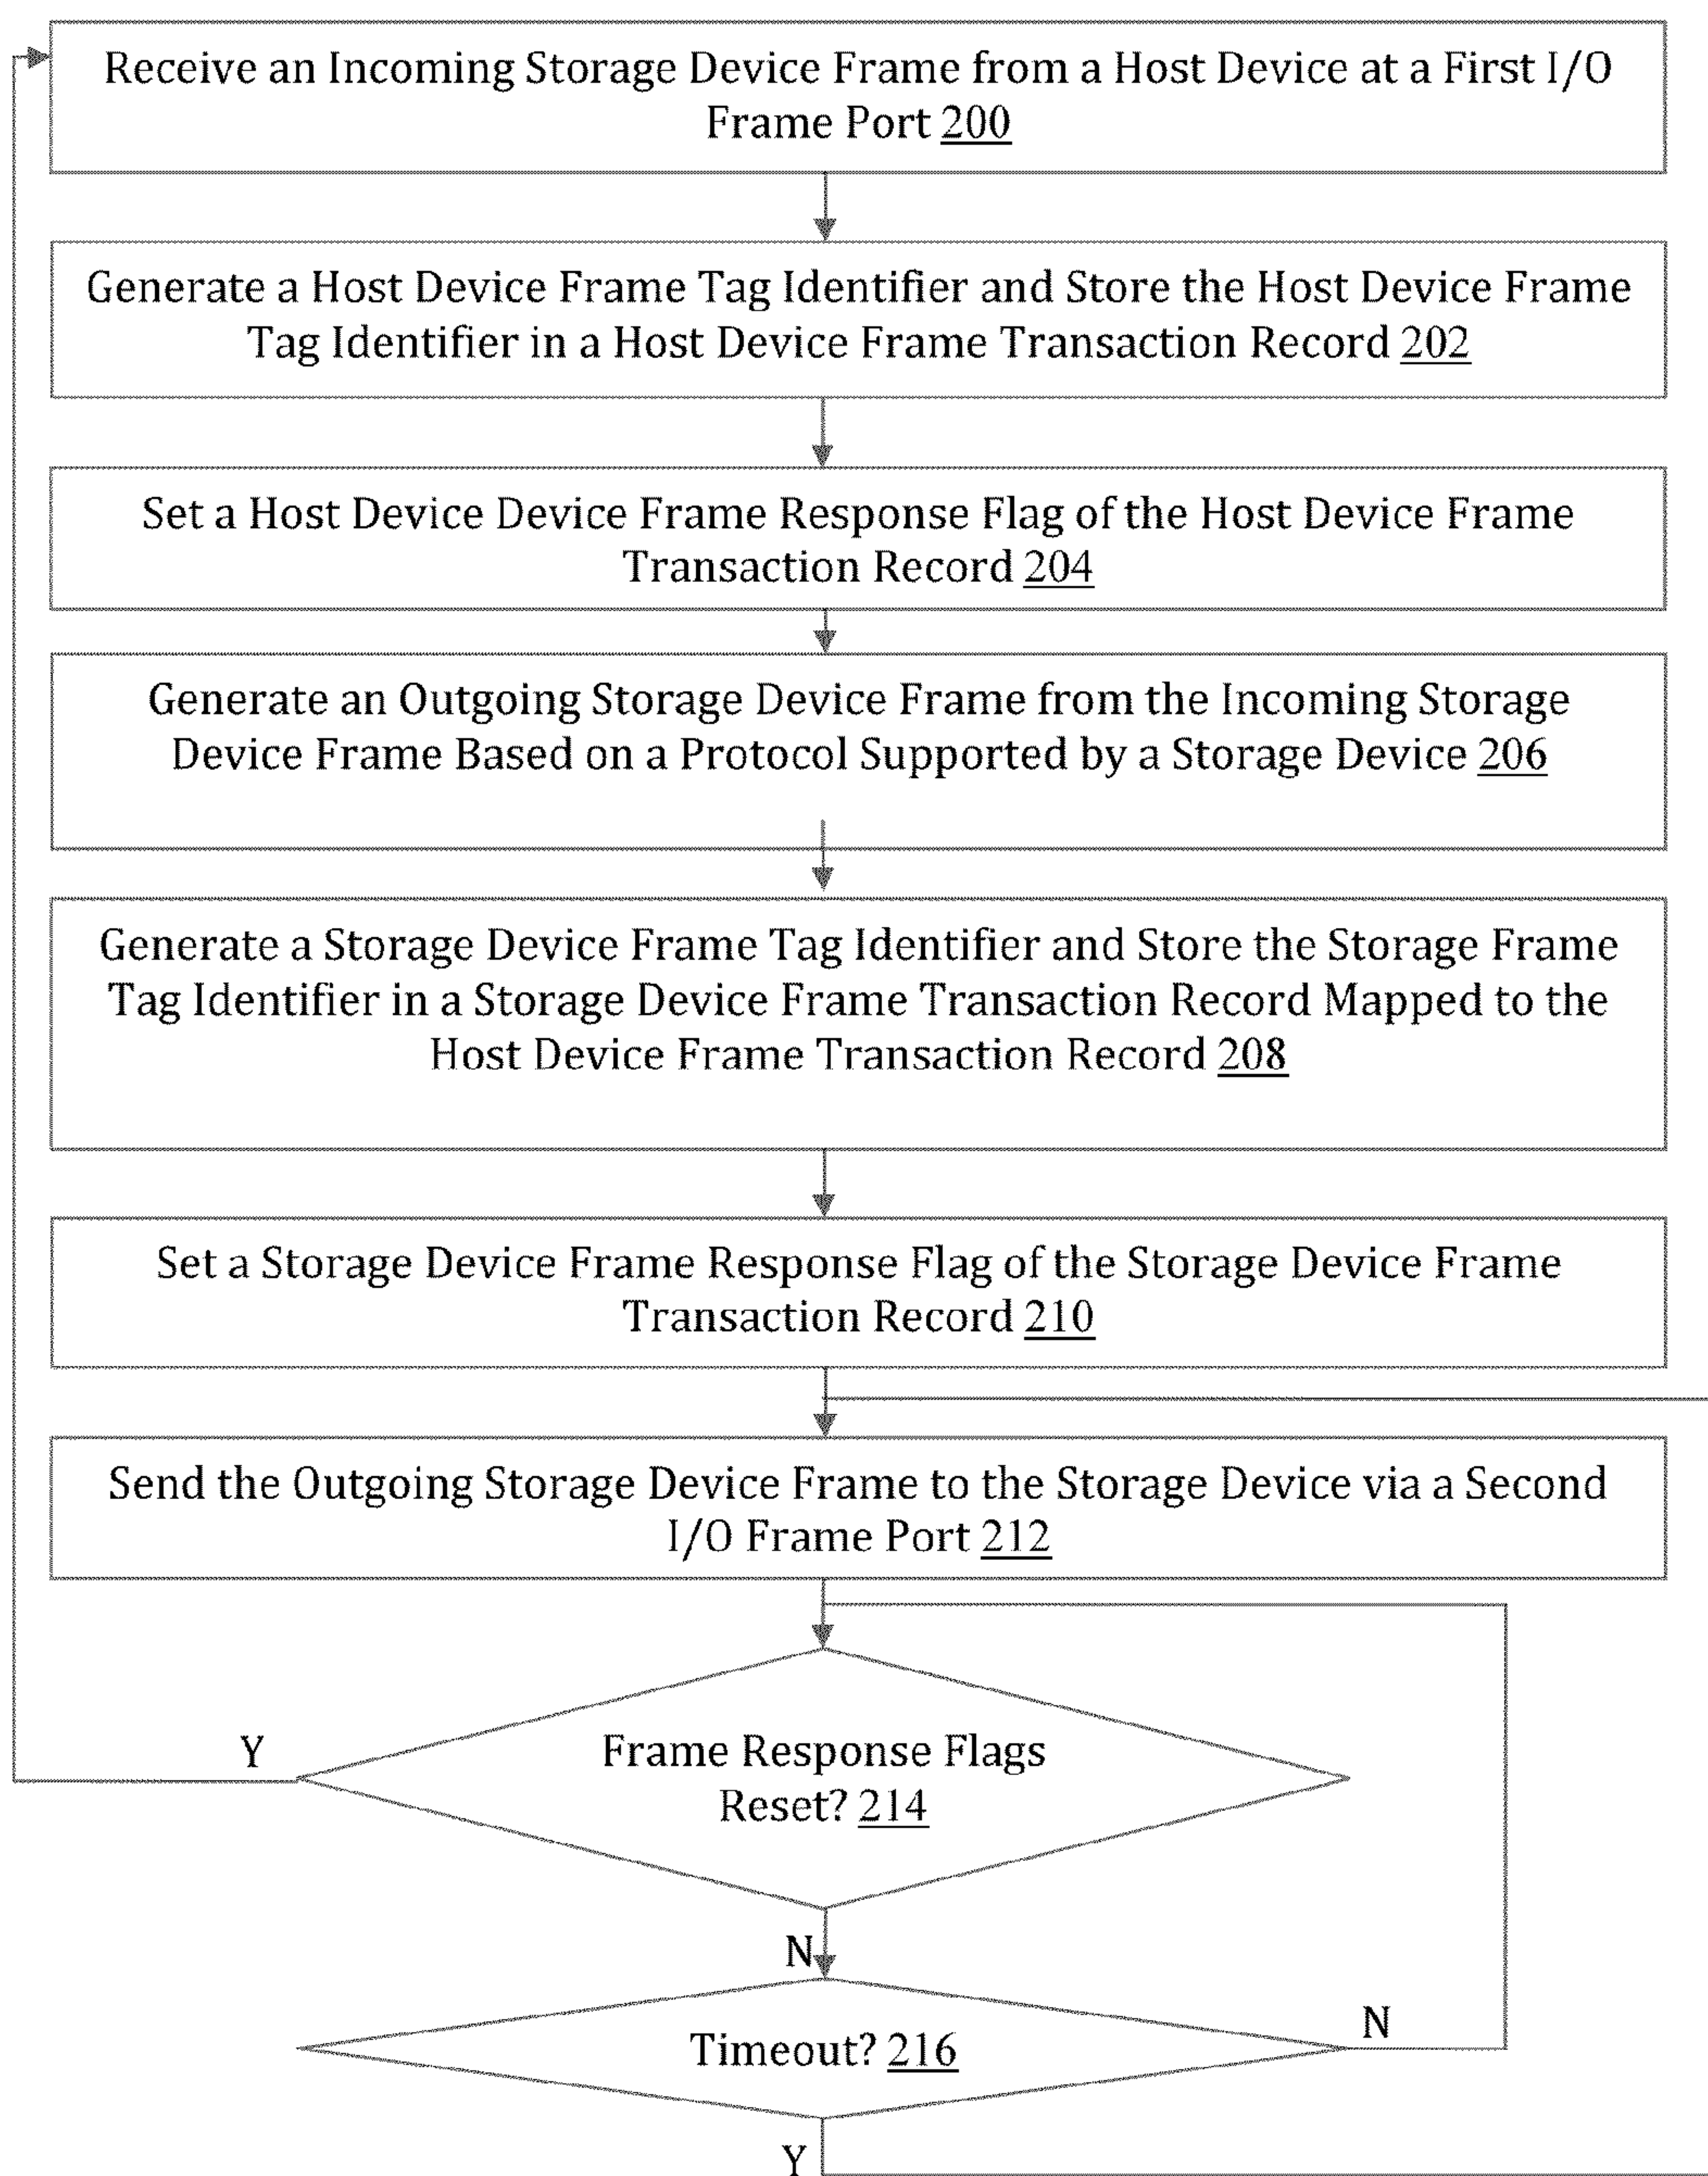 Receive an Incoming Storage Device Frame from a Host Device at a First I/O
Frame Port 200
Generate a Host Device Frame Tag Identifier and Store the Host Device Frame
Tag Identifier in a Host Device Frame Transaction Record 202
Set a Host Device Device Frame Response Flag of the Host Device Frame
Transaction Record 204
Generate an Outgoing Storage Device Frame from the Incoming Storage
Device Frame Based on a Protocol Supported by a Storage Device 206
Generate a Storage Device Frame Tag Identifier and Store the Storage Frame
Tag Identifier in a Storage Device Frame Transaction Record Mapped to the
Host Device Frame Transaction Record 208
Set a Storage Device Frame Response Flag of the Storage Device Frame
Transaction Record 210
Send the Outgoing Storage Device Frame to the Storage Device via a Second
I/O Frame Port 212
Y
Frame Response Flags
Reset? 214
N
Timeout? 216
N
Y